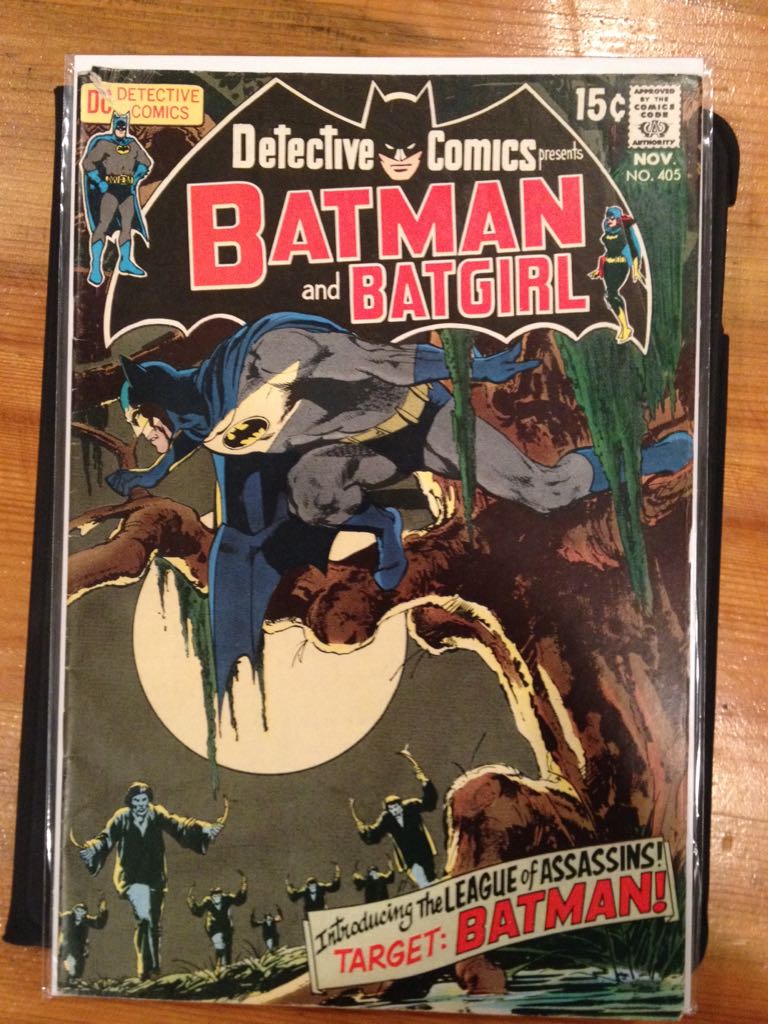 DC DETECTIVE
COMICS
15¢
APPROVED
BY THE
COMICS
CODE
CA
AUTHORITY
NOV.
NO. 405
Detective Comics presents
BATMAN
and BATGIRL
Introducing The LEAGUE of ASSASSINS!
TARGET: BATMAN!